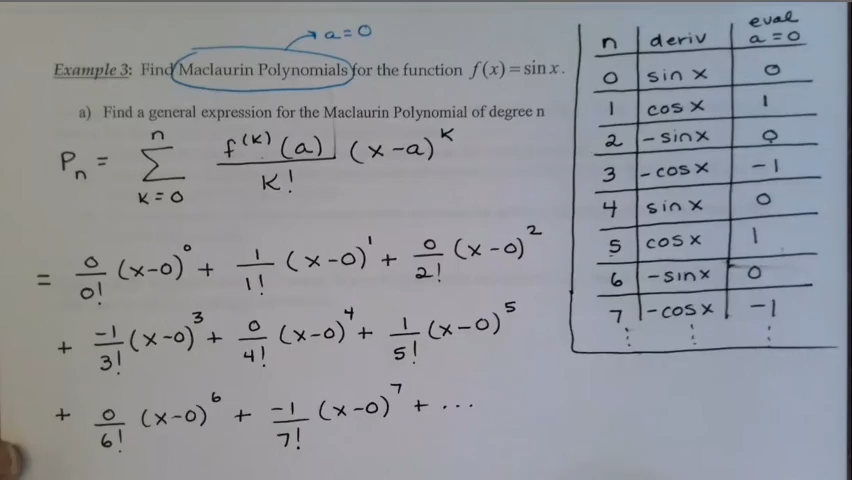 → a = 0
Example 3: Find Maclaurin Polynomials for the function f(x) = sin x.
a) Find a general expression for the Maclaurin Polynomial of degree n
Pₙ = ∑ₖ₌₀ⁿ f^(k)(a)/k! (x-a)^k
= 0/0! (x-0)⁰ + 1/1! (x-0)¹ + 0/2! (x-0)²
+ -1/3! (x-0)³ + 0/4! (x-0)⁴ + 1/5! (x-0)⁵
+ 0/6! (x-0)⁶ + -1/7! (x-0)⁷ + ...
n | deriv | eval a = 0
0 | sin x | 0
1 | cos x | 1
2 | -sin x | 0
3 | -cos x | -1
4 | sin x | 0
5 | cos x | 1
6 | -sin x | 0
7 | -cos x | -1
⋮ ⋮ ⋮